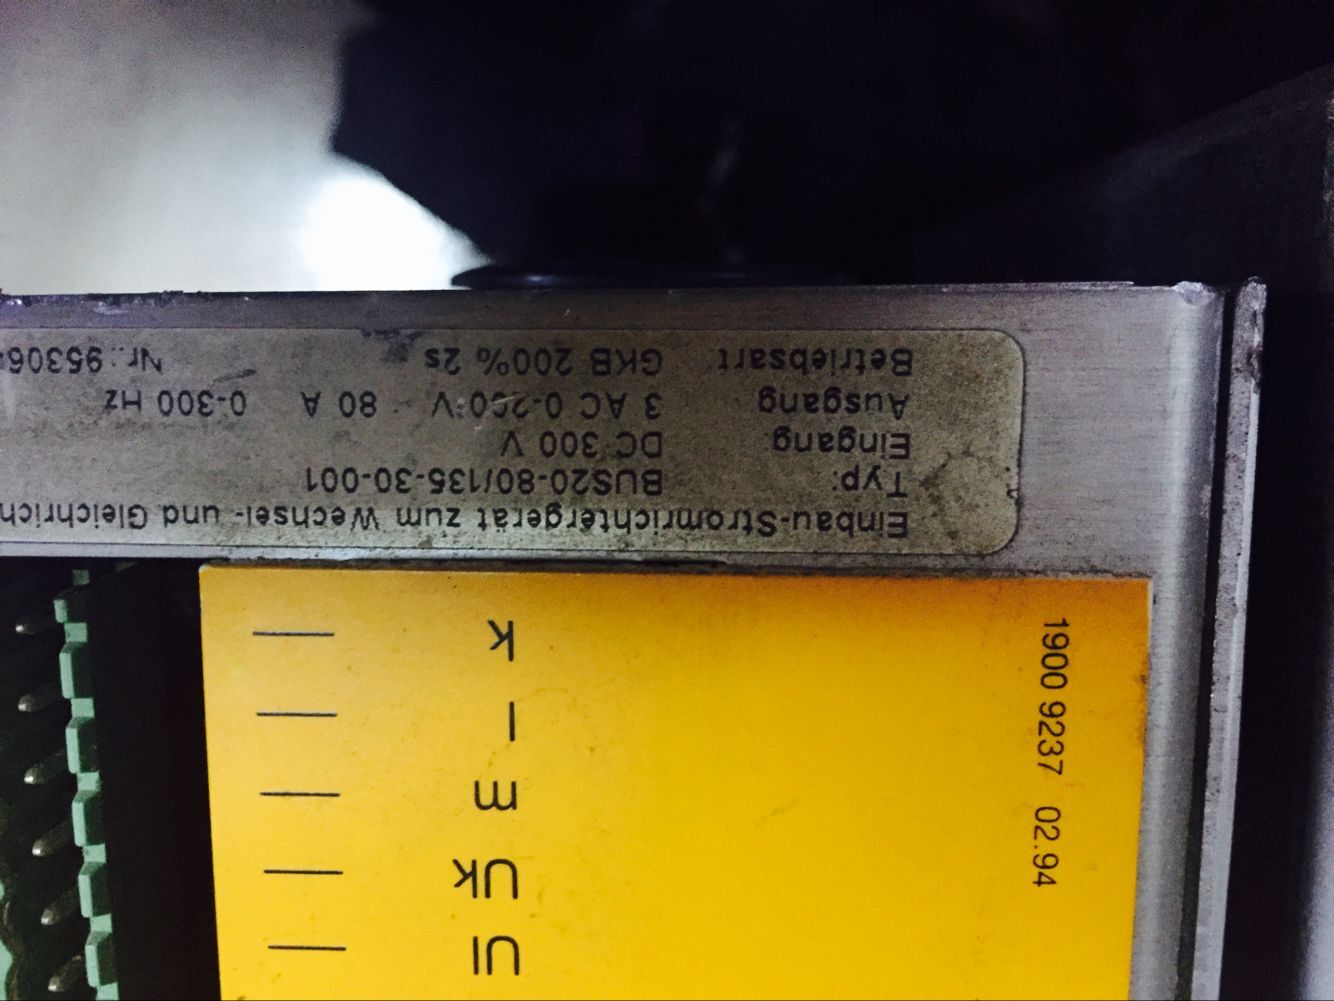 Einbau-Stromrichtergerät zum Wechsel- und Gleichrich
Typ: BUS20-80/135-30-001
Eingang DC 300 V
Ausgang 3 AC 0-260 V 80 A 0-300 Hz
Betriebsart GKB 200% 2s Nr.: 95306
1900 9237 02.94
UI
UK
m
I
K